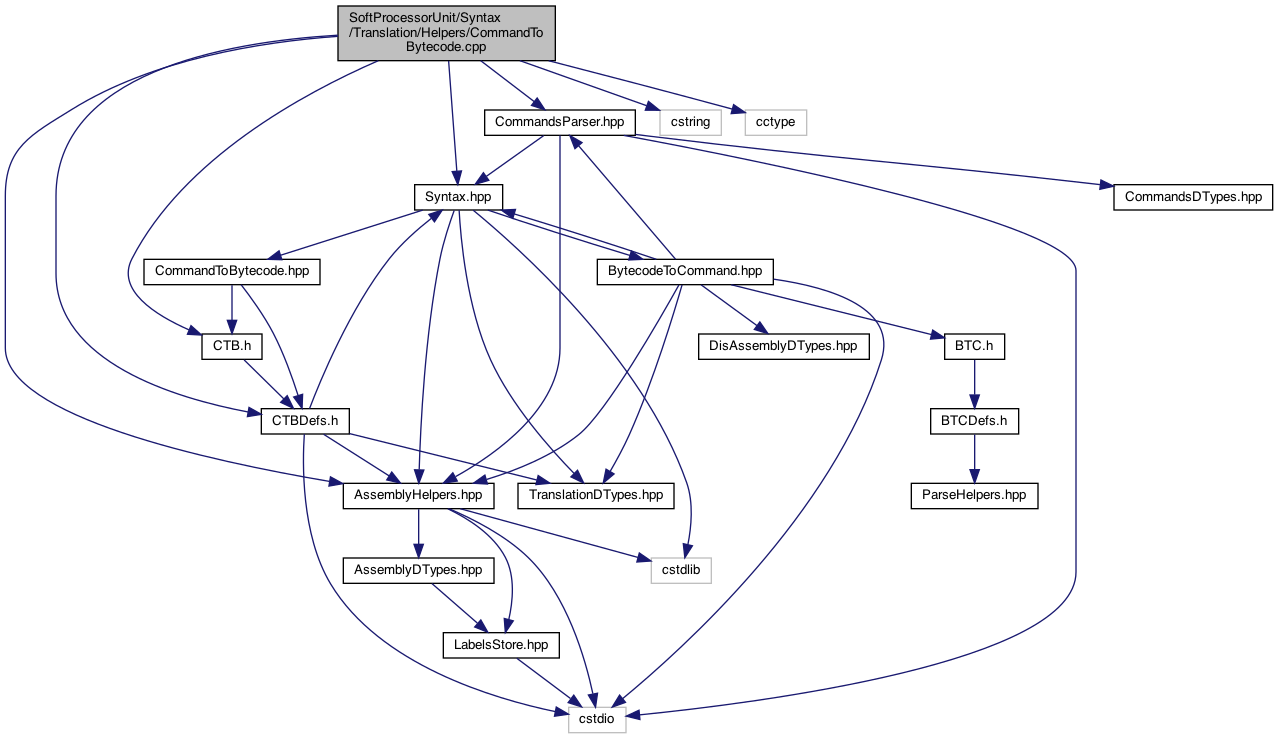 SoftProcessorUnit/Syntax
/Translation/Helpers/CommandTo
Bytecode.cpp
CommandsParser.hpp
cstring
cctype
Syntax.hpp
CommandsDTypes.hpp
CommandToBytecode.hpp
BytecodeToCommand.hpp
CTB.h
DisAssemblyDTypes.hpp
BTC.h
CTBDefs.h
BTCDefs.h
AssemblyHelpers.hpp
TranslationDTypes.hpp
ParseHelpers.hpp
AssemblyDTypes.hpp
cstdlib
LabelsStore.hpp
cstdio